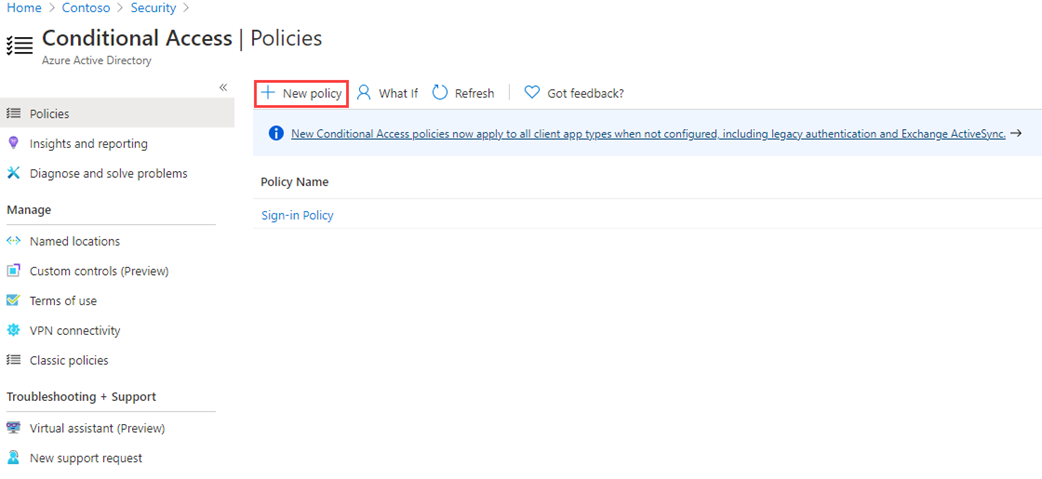 Home > Contoso > Security >
Conditional Access | Policies
Azure Active Directory
«
Policies
Insights and reporting
Diagnose and solve problems
Manage
Named locations
Custom controls (Preview)
Terms of use
VPN connectivity
Classic policies
Troubleshooting + Support
Virtual assistant (Preview)
New support request
+ New policy What If Refresh | Got feedback?
New Conditional Access policies now apply to all client app types when not configured, including legacy authentication and Exchange ActiveSync. →
Policy Name
Sign-in Policy